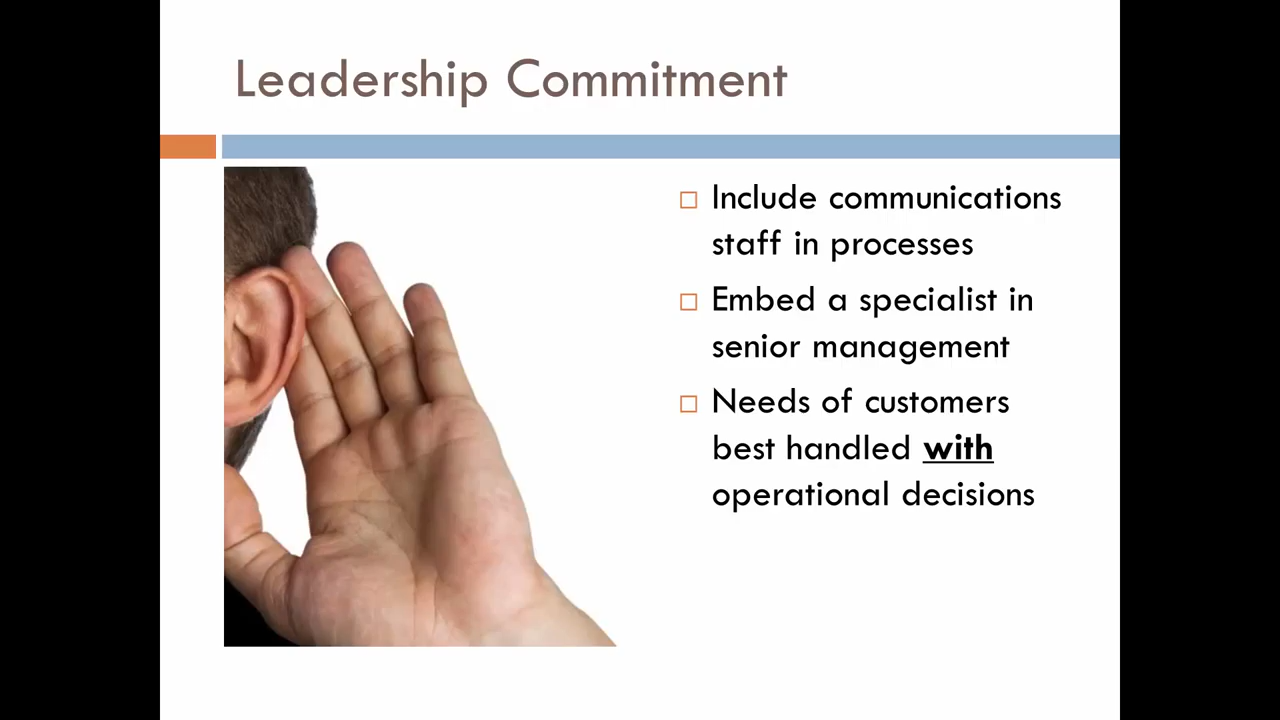 Leadership Commitment
Include communications
staff in processes
Embed a specialist in
senior management
Needs of customers
best handled with
operational decisions